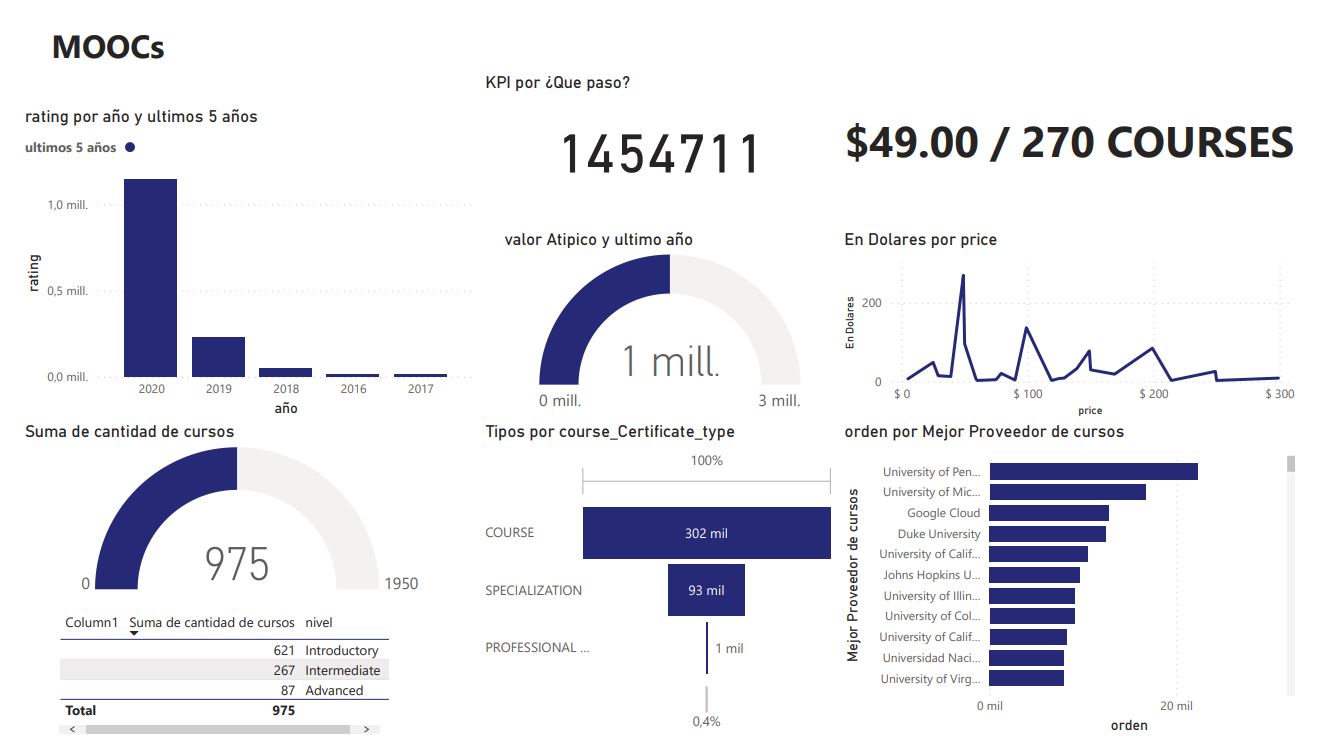 MOOCs
KPI por ¿Que paso?
1454711
$49.00 / 270 COURSES
rating por año y ultimos 5 años
ultimos 5 años
1,0 mill.
0,5 mill.
0,0 mill.
rating
2020 2019 2018 2016 2017
año
valor Atipico y ultimo año
1 mill.
0 mill. 3 mill.
En Dolares por price
En Dolares
200
0
$ 0 $ 100 $ 200 $ 300
price
Suma de cantidad de cursos
975
0 1950
Column1 Suma de cantidad de cursos nivel
621 Introductory
267 Intermediate
87 Advanced
Total 975
Tipos por course_Certificate_type
100%
COURSE 302 mil
SPECIALIZATION 93 mil
PROFESSIONAL ... 1 mil
0,4%
orden por Mejor Proveedor de cursos
Mejor Proveedor de cursos
University of Pen...
University of Mic...
Google Cloud
Duke University
University of Calif...
Johns Hopkins U...
University of Illin...
University of Col...
University of Calif...
Universidad Naci...
University of Virg...
0 mil 20 mil
orden